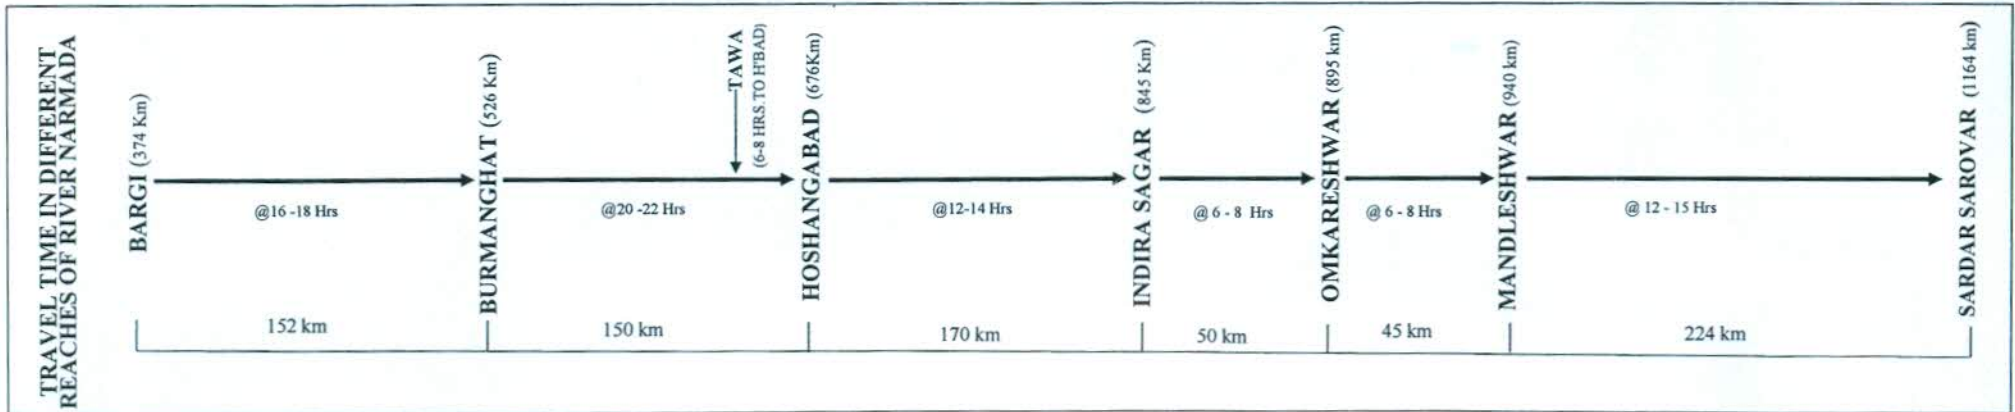 TRAVEL TIME IN DIFFERENT
REACHES OF RIVER NARMADA
BARGI (374 Km)
@16 -18 Hrs
BURMANGHAT (526 Km)
@20 -22 Hrs
TAWA
(6-8 HRS.TO H'BAD)
HOSHANGABAD (676Km)
@12-14 Hrs
INDIRA SAGAR (845 Km)
@ 6 - 8 Hrs
OMKARESHWAR (895 km)
@ 6 - 8 Hrs
MANDLESHWAR (940 km)
@ 12 - 15 Hrs
SARDAR SAROVAR (1164 km)
152 km
150 km
170 km
50 km
45 km
224 km